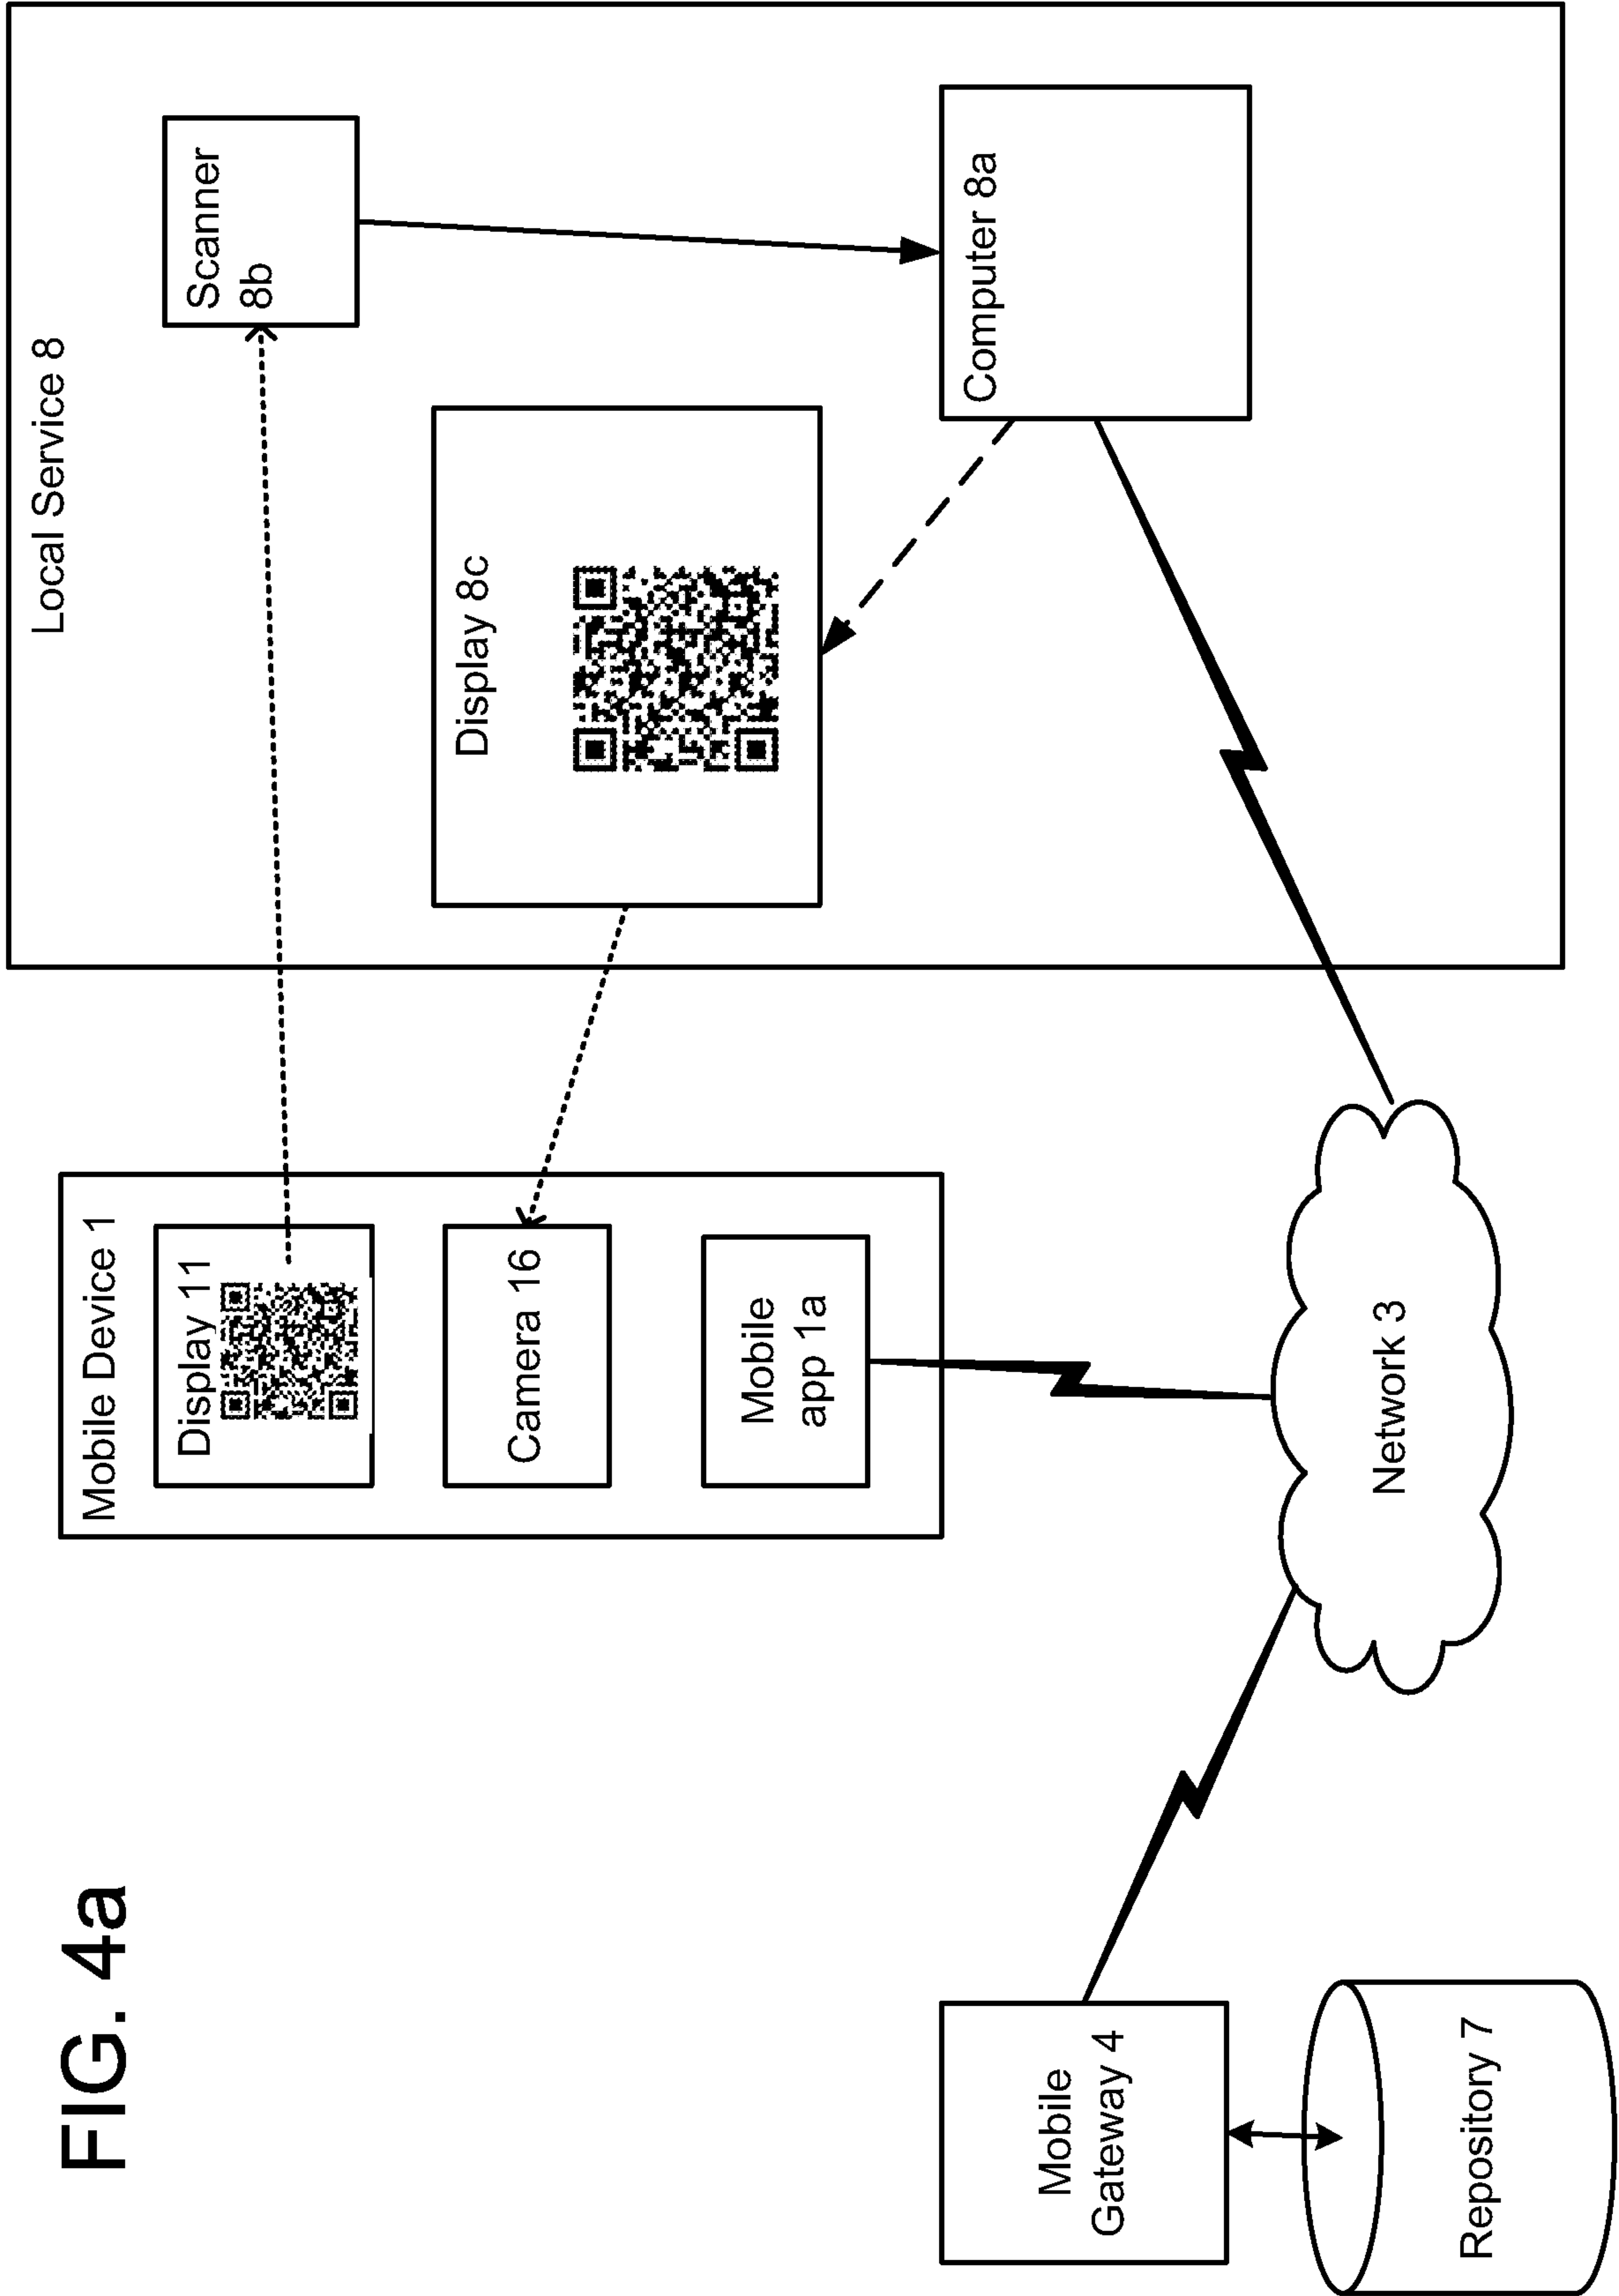 FIG. 4a
Mobile Device 1
Display 11
Camera 16
Mobile
app 1a
Local Service 8
Scanner
8b
Display 8c
Computer 8a
Mobile
Gateway 4
Repository 7
Network 3